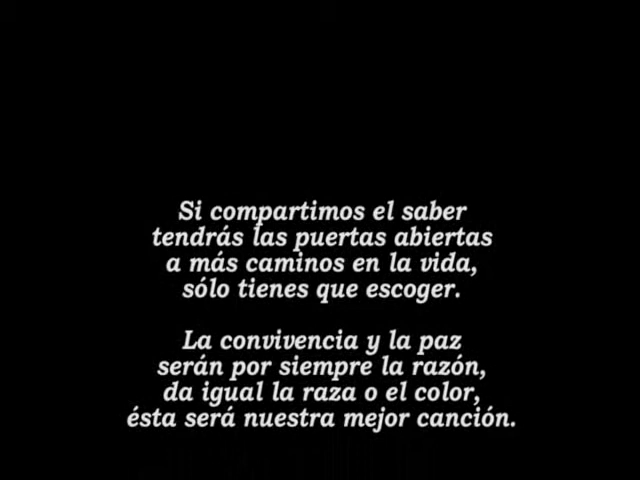 Si compartimos el saber
tendrás las puertas abiertas
a más caminos en la vida,
sólo tienes que escoger.
La convivencia y la paz
serán por siempre la razón,
da igual la raza o el color,
ésta será nuestra mejor canción.